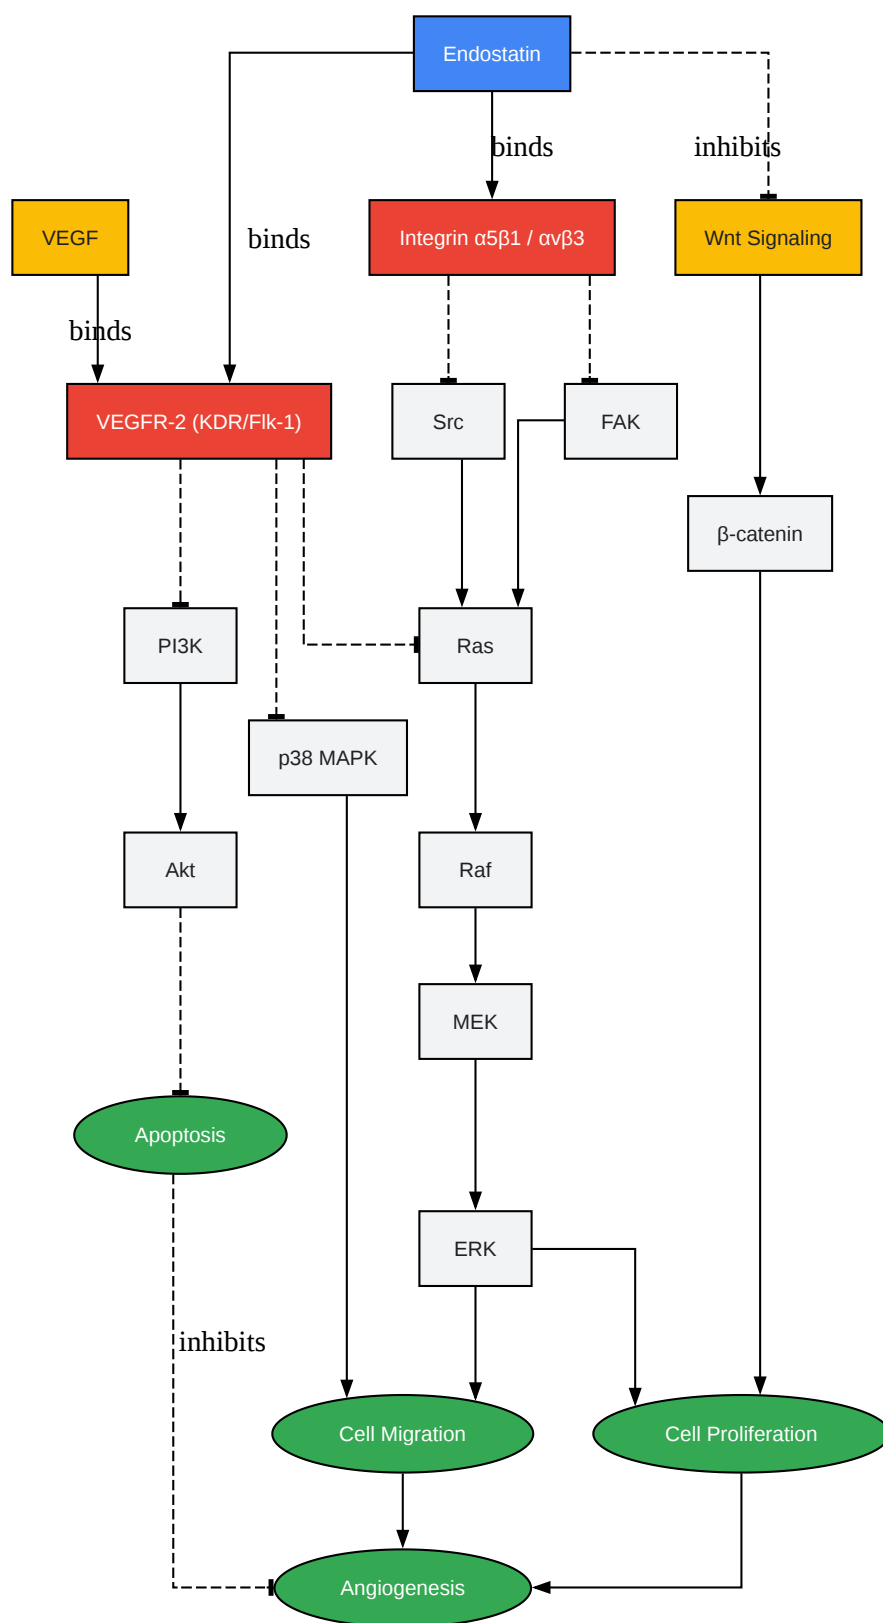 Endostatin
binds
inhibits
VEGF
binds
Integrin α5β1 / αvβ3
Wnt Signaling
binds
VEGFR-2 (KDR/Flk-1)
Src
FAK
β-catenin
PI3K
Ras
p38 MAPK
Akt
Raf
MEK
Apoptosis
ERK
inhibits
Cell Migration
Cell Proliferation
Angiogenesis